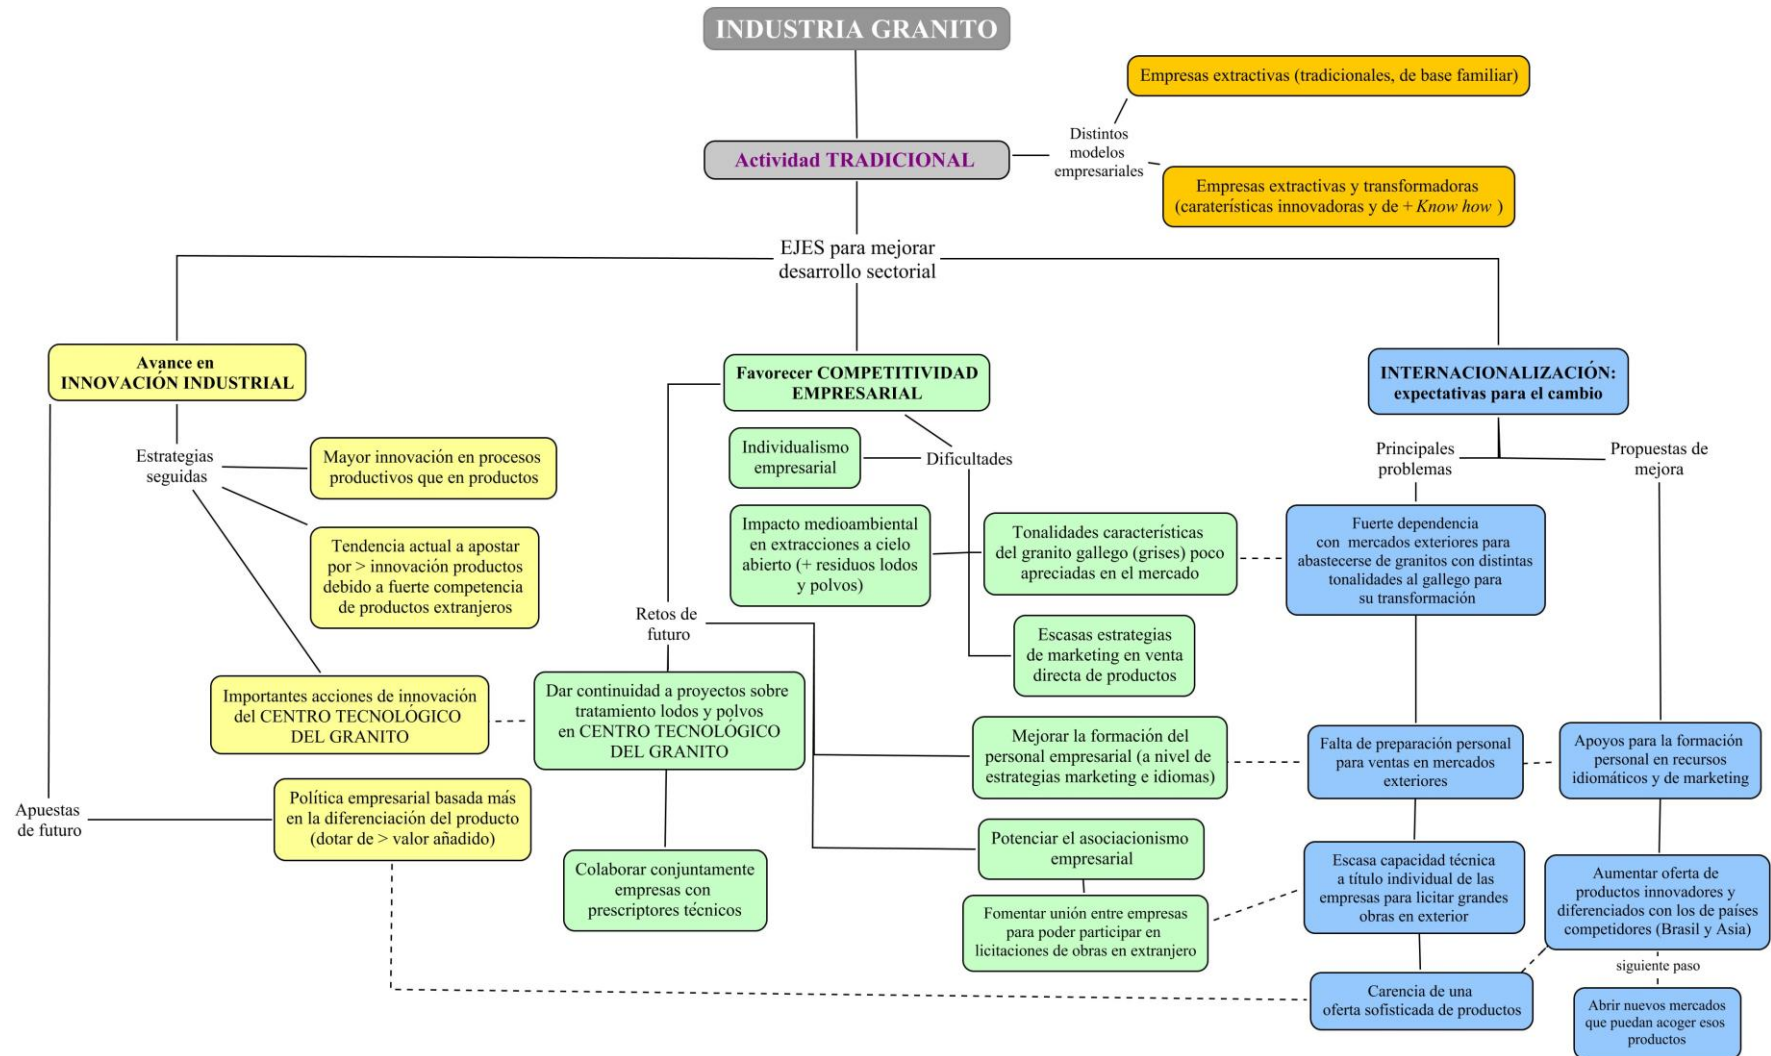 INDUSTRIA GRANITO
Actividad TRADICIONAL
Distintos
modelos
empresariales
Empresas extractivas (tradicionales, de base familiar)
Empresas extractivas y transformadoras
(caraterísticas innovadoras y de + Know how )
EJES para mejorar
desarrollo sectorial
Avance en
INNOVACIÓN INDUSTRIAL
Estrategias
seguidas
Mayor innovación en procesos
productivos que en productos
Tendencia actual a apostar
por > innovación productos
debido a fuerte competencia
de productos extranjeros
Importantes acciones de innovación
del CENTRO TECNOLÓGICO
DEL GRANITO
Apuestas
de futuro
Política empresarial basada más
en la diferenciación del producto
(dotar de > valor añadido)
Favorecer COMPETITIVIDAD
EMPRESARIAL
Dificultades
Individualismo
empresarial
Impacto medioambiental
en extracciones a cielo
abierto (+ residuos lodos
y polvos)
Tonalidades características
del granito gallego (grises) poco
apreciadas en el mercado
Escasas estrategias
de marketing en venta
directa de productos
Retos de
futuro
Dar continuidad a proyectos sobre
tratamiento lodos y polvos
en CENTRO TECNOLÓGICO
DEL GRANITO
Colaborar conjuntamente
empresas con
prescriptores técnicos
Mejorar la formación del
personal empresarial (a nivel de
estrategias marketing e idiomas)
Potenciar el asociacionismo
empresarial
Fomentar unión entre empresas
para poder participar en
licitaciones de obras en extranjero
INTERNACIONALIZACIÓN:
expectativas para el cambio
Principales
problemas
Fuerte dependencia
con mercados exteriores para
abastecerse de granitos con distintas
tonalidades al gallego para
su transformación
Falta de preparación personal
para ventas en mercados
exteriores
Escasa capacidad técnica
a título individual de las
empresas para licitar grandes
obras en exterior
Carencia de una
oferta sofisticada de productos
Propuestas de
mejora
Apoyos para la formación
personal en recursos
idiomáticos y de marketing
Aumentar oferta de
productos innovadores y
diferenciados con los de países
competidores (Brasil y Asia)
siguiente paso
Abrir nuevos mercados
que puedan acoger esos
productos